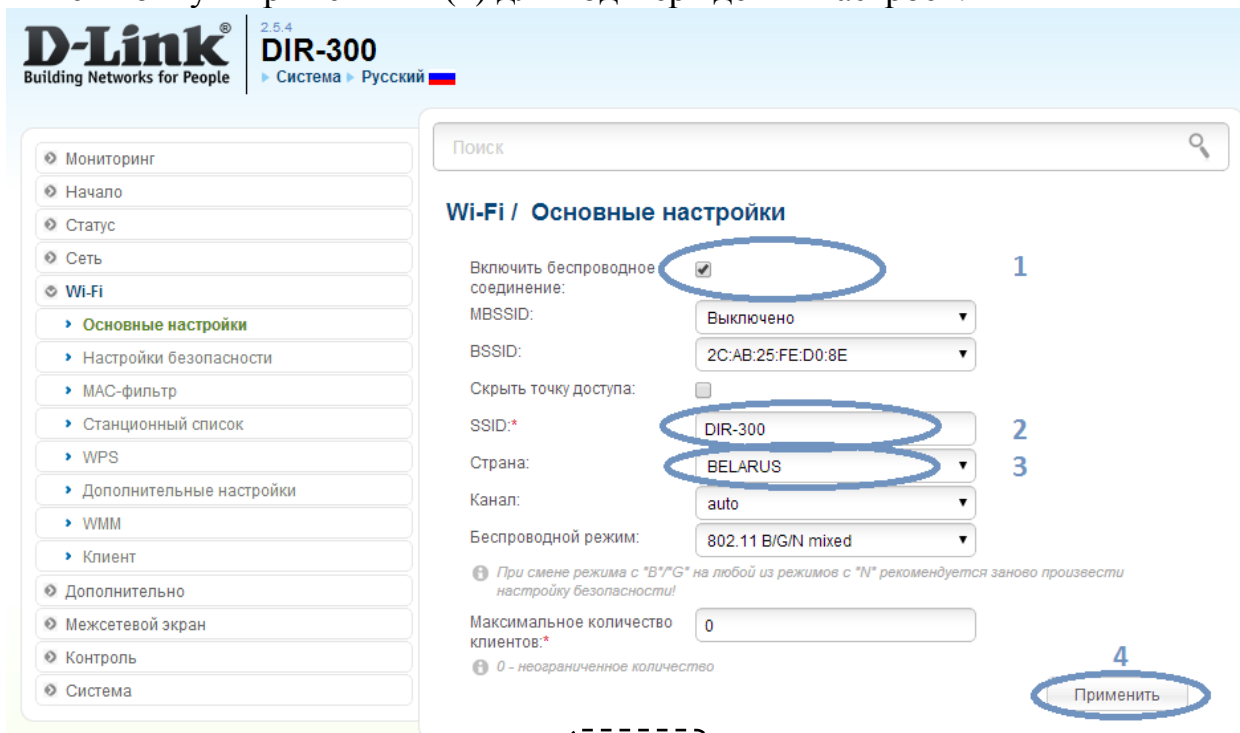 D-Link®
Building Networks for People
2.5.4
DIR-300
Система Русский
Мониторинг
Начало
Статус
Сеть
Wi-Fi
Основные настройки
Настройки безопасности
MAC-фильтр
Станционный список
WPS
Дополнительные настройки
WMM
Клиент
Дополнительно
Межсетевой экран
Контроль
Система
Поиск
Wi-Fi / Основные настройки
Включить беспроводное
соединение:
1
MBSSID: Выключено
BSSID: 2C:AB:25:FE:D0:8E
Скрыть точку доступа:
SSID:* DIR-300 2
Страна: BELARUS 3
Канал: auto
Беспроводной режим: 802.11 B/G/N mixed
При смене режима с "B"/"G" на любой из режимов с "N" рекомендуется заново произвести
настройку безопасности!
Максимальное количество
клиентов:* 0
0 - неограниченное количество
4
Применить